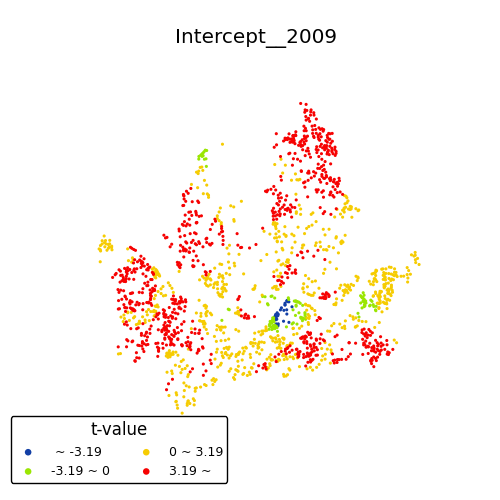 Intercept__2009
t-value
~ -3.19
0 ~ 3.19
-3.19 ~ 0
3.19 ~